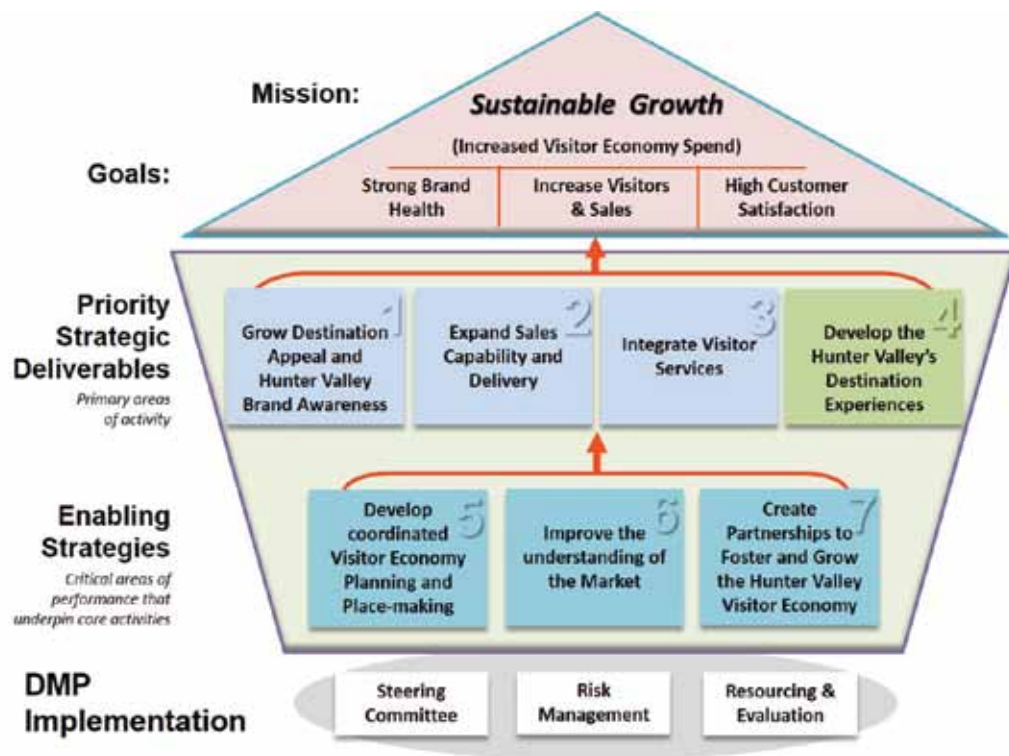 Mission:
Sustainable Growth
(Increased Visitor Economy Spend)
Goals:
Strong Brand
Health
Increase Visitors
& Sales
High Customer
Satisfaction
Priority
Strategic
Deliverables
Primary areas
of activity
1
Grow Destination
Appeal and
Hunter Valley
Brand Awareness
2
Expand Sales
Capability and
Delivery
3
Integrate Visitor
Services
4
Develop the
Hunter Valley's
Destination
Experiences
Enabling
Strategies
Critical areas of
performance that
underpin core activities
5
Develop
coordinated
Visitor Economy
Planning and
Place-making
6
Improve the
understanding of
the Market
7
Create
Partnerships to
Foster and Grow
the Hunter Valley
Visitor Economy
DMP
Implementation
Steering
Committee
Risk
Management
Resourcing &
Evaluation